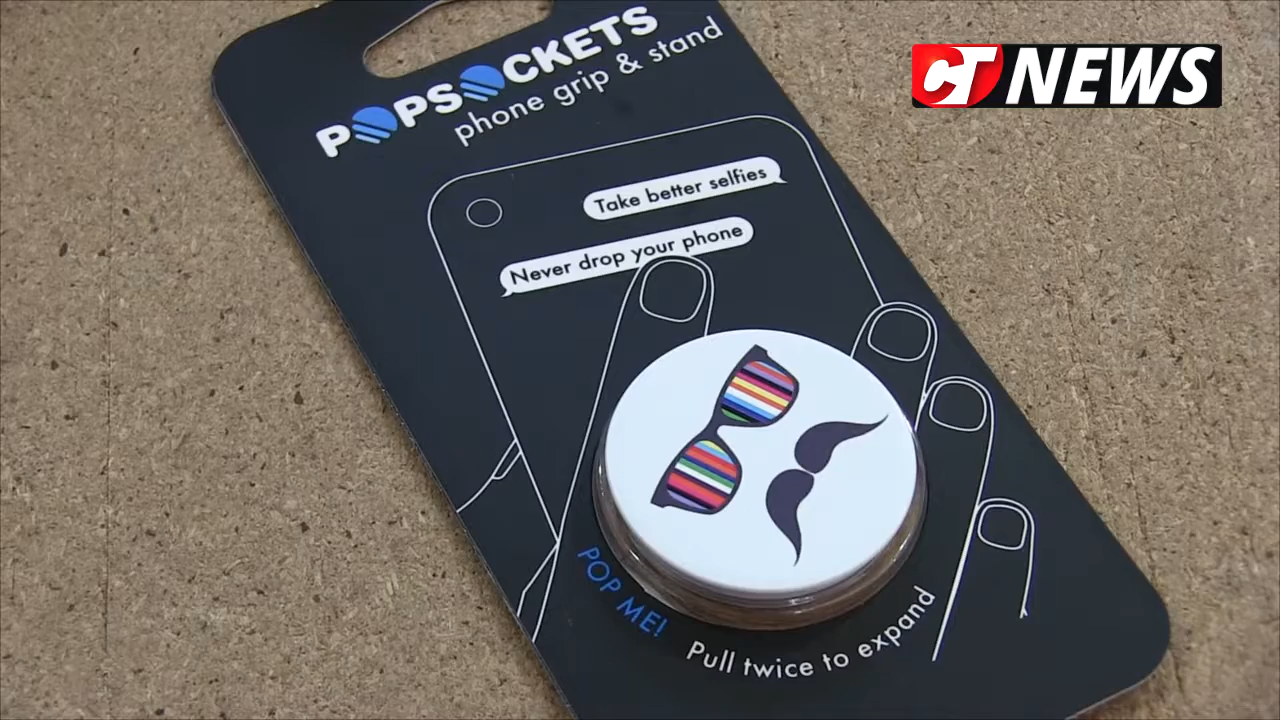 CT NEWS
POPSOCKETS
phone grip & stand
Take better selfies
Never drop your phone
POP ME!
Pull twice to expand